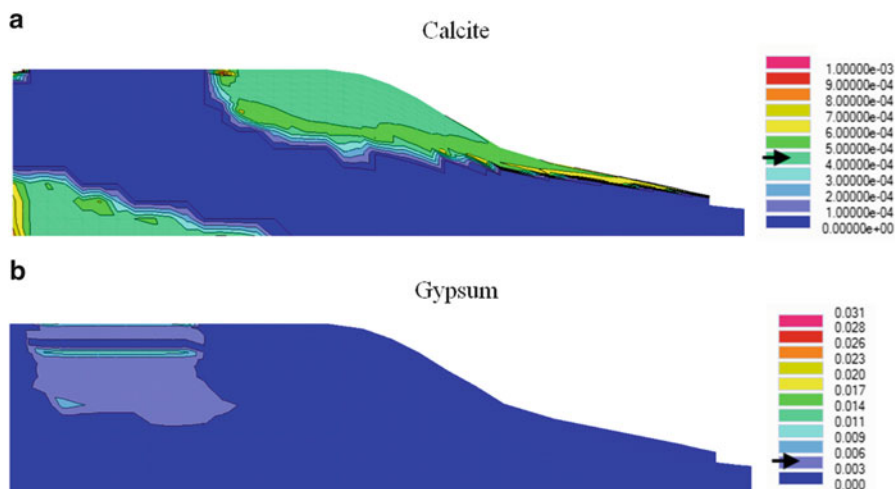 a
Calcite
1.00000e-03
9.00000e-04
8.00000e-04
7.00000e-04
6.00000e-04
5.00000e-04
4.00000e-04
3.00000e-04
2.00000e-04
1.00000e-04
0.00000e+00
b
Gypsum
0.031
0.028
0.026
0.023
0.020
0.017
0.014
0.011
0.009
0.006
0.003
0.000